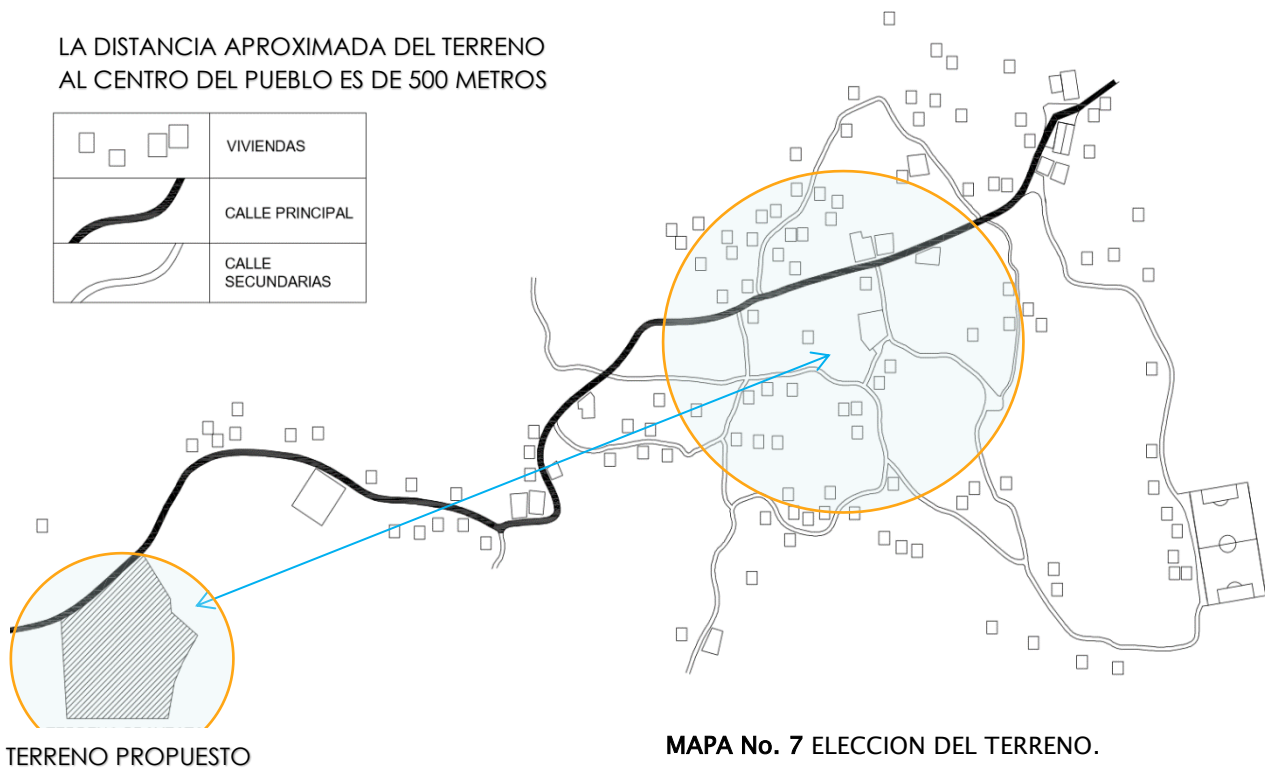 LA DISTANCIA APROXIMADA DEL TERRENO
AL CENTRO DEL PUEBLO ES DE 500 METROS
VIVIENDAS
CALLE PRINCIPAL
CALLE
SECUNDARIAS
TERRENO PROPUESTO
MAPA No. 7 ELECCION DEL TERRENO.